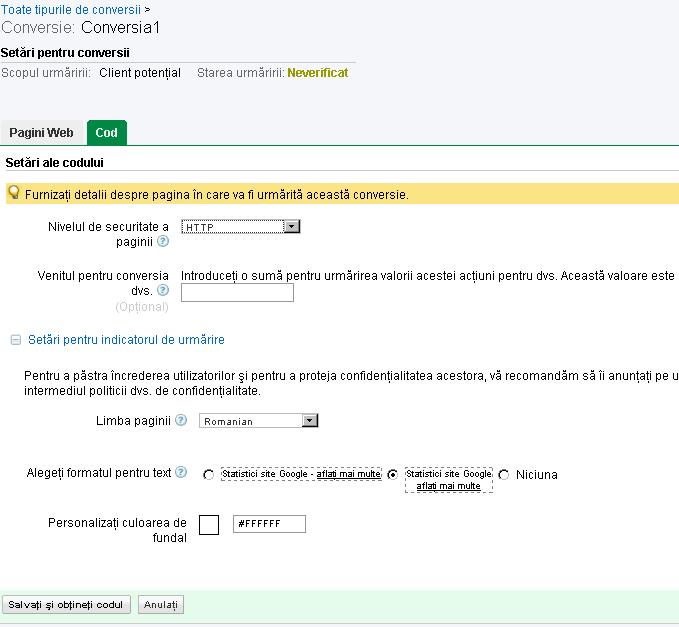 Toate tipurile de conversii >
Conversie: Conversia1
Setări pentru conversii
Scopul urmăririi: Client potențial Starea urmăririi: Neverificat
Pagini Web Cod
Setări ale codului
Furnizați detalii despre pagina în care va fi urmărită această conversie.
Nivelul de securitate a paginii ? HTTP
Venitul pentru conversia dvs. ? (Opțional) Introduceți o sumă pentru urmărirea valorii acestei acțiuni pentru dvs. Această valoare este
Setări pentru indicatorul de urmărire
Pentru a păstra încrederea utilizatorilor şi pentru a proteja confidențialitatea acestora, vă recomandăm să îi anunțați pe u
intermediul politicii dvs. de confidențialitate.
Limba paginii ? Romanian
Alegeți formatul pentru text ? Statistici site Google - aflați mai multe Statistici site Google aflați mai multe Niciuna
Personalizați culoarea de fundal #FFFFFF
Salvați şi obțineți codul Anulați